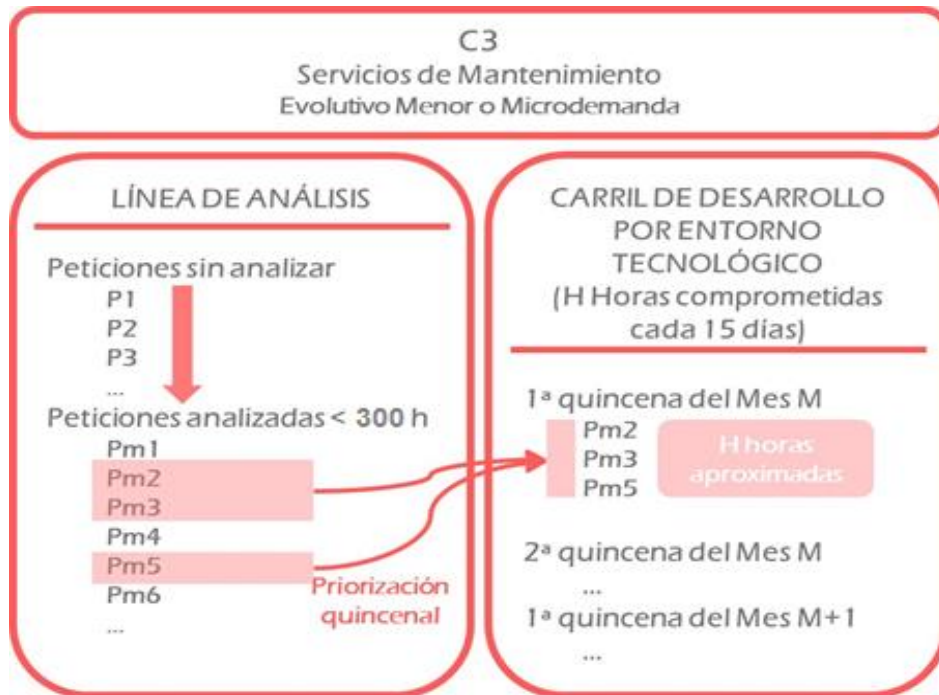 C3
Servicios de Mantenimiento
Evolutivo Menor o Microdemanda
LÍNEA DE ANÁLISIS
Peticiones sin analizar
P1
P2
P3
...
Peticiones analizadas < 300 h
Pm1
Pm2
Pm3
Pm4
Pm5
Pm6
...
Priorización
quincenal
CARRIL DE DESARROLLO
POR ENTORNO
TECNOLÓGICO
(H Horas comprometidas
cada 15 días)
1ª quincena del Mes M
Pm2
Pm3
Pm5
H horas
aproximadas
2ª quincena del Mes M
...
1ª quincena del Mes M+1
...